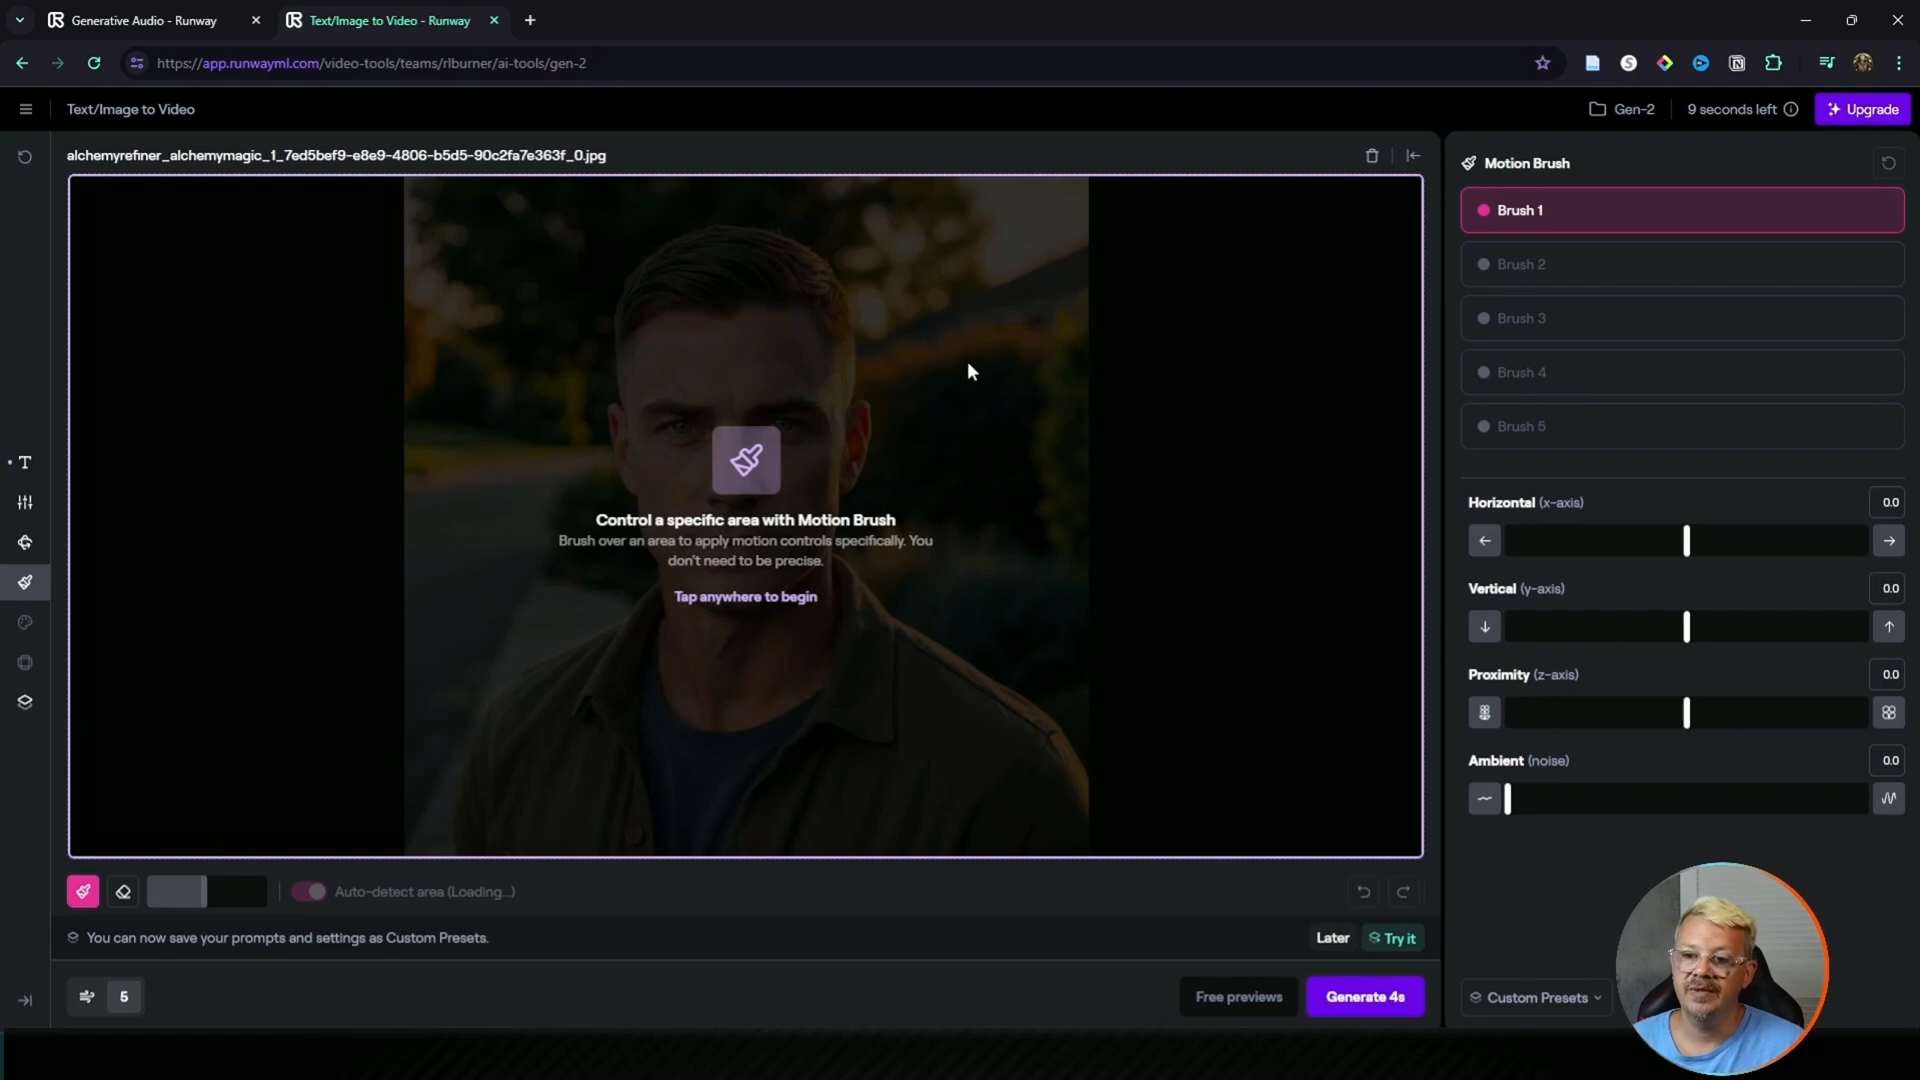 Generative Audio - Runway
Text/Image to Video - Runway
https://app.runwayml.com/video-tools/teams/rlburner/ai-tools/gen-2
Text/Image to Video
Gen-2
9 seconds left
Upgrade
alchemyrefiner_alchemymagic_1_7ed5bef9-e8e9-4806-b5d5-90c2fa7e363f_0.jpg
Motion Brush
Brush 1
Brush 2
Brush 3
Brush 4
Brush 5
Control a specific area with Motion Brush
Brush over an area to apply motion controls specifically. You
don't need to be precise.
Tap anywhere to begin
Horizontal (x-axis) 0.0
Vertical (y-axis) 0.0
Proximity (z-axis) 0.0
Ambient (noise) 0.0
Auto-detect area (Loading...)
You can now save your prompts and settings as Custom Presets.
Later
Try it
5
Free previews
Generate 4s
Custom Presets